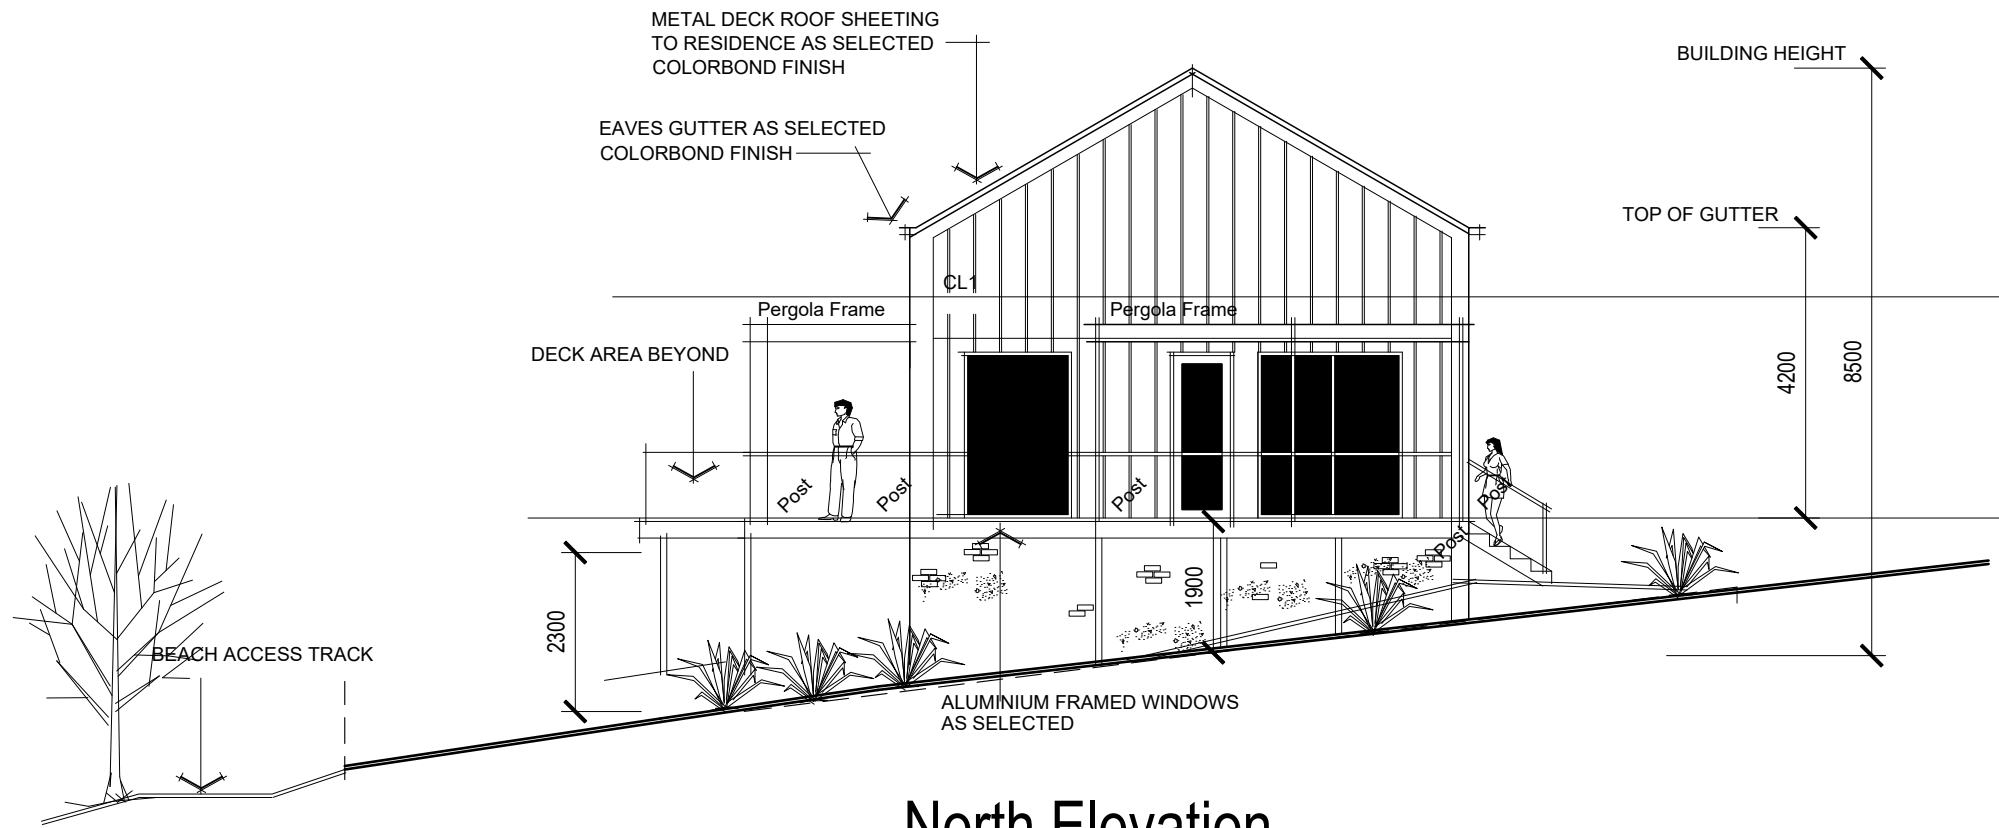 METAL DECK ROOF SHEETING
TO RESIDENCE AS SELECTED
COLORBOND FINISH
BUILDING HEIGHT
EAVES GUTTER AS SELECTED
COLORBOND FINISH
TOP OF GUTTER
CL1
Pergola Frame
Pergola Frame
DECK AREA BEYOND
4200
8500
Post
Post
Post
Post
Post
1900
2300
BEACH ACCESS TRACK
ALUMINIUM FRAMED WINDOWS
AS SELECTED
North Elevation